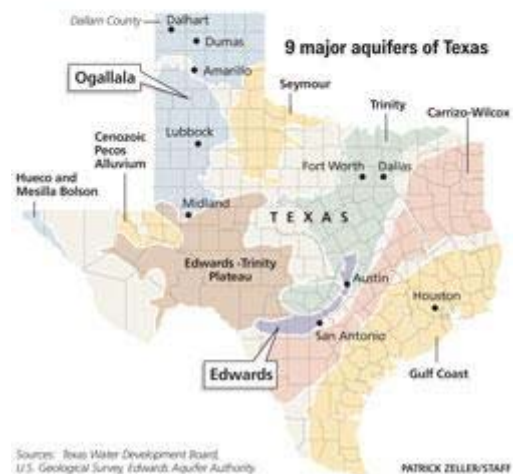 Dallam County
Dalhart
Dumas
9 major aquifers of Texas
Amarillo
Ogallala
Seymour
Trinity
Carrizo-Wilcox
Cenozoic
Pecos
Alluvium
Lubbock
Fort Worth
Dallas
Hueco and
Mesilla Bolson
Midland
TEXAS
Edwards -Trinity
Plateau
Austin
Houston
San Antonio
Edwards
Gulf Coast
Sources: Texas Water Development Board,
U.S. Geological Survey, Edwards Aquifer Authority
PATRICK ZELLER/STAFF